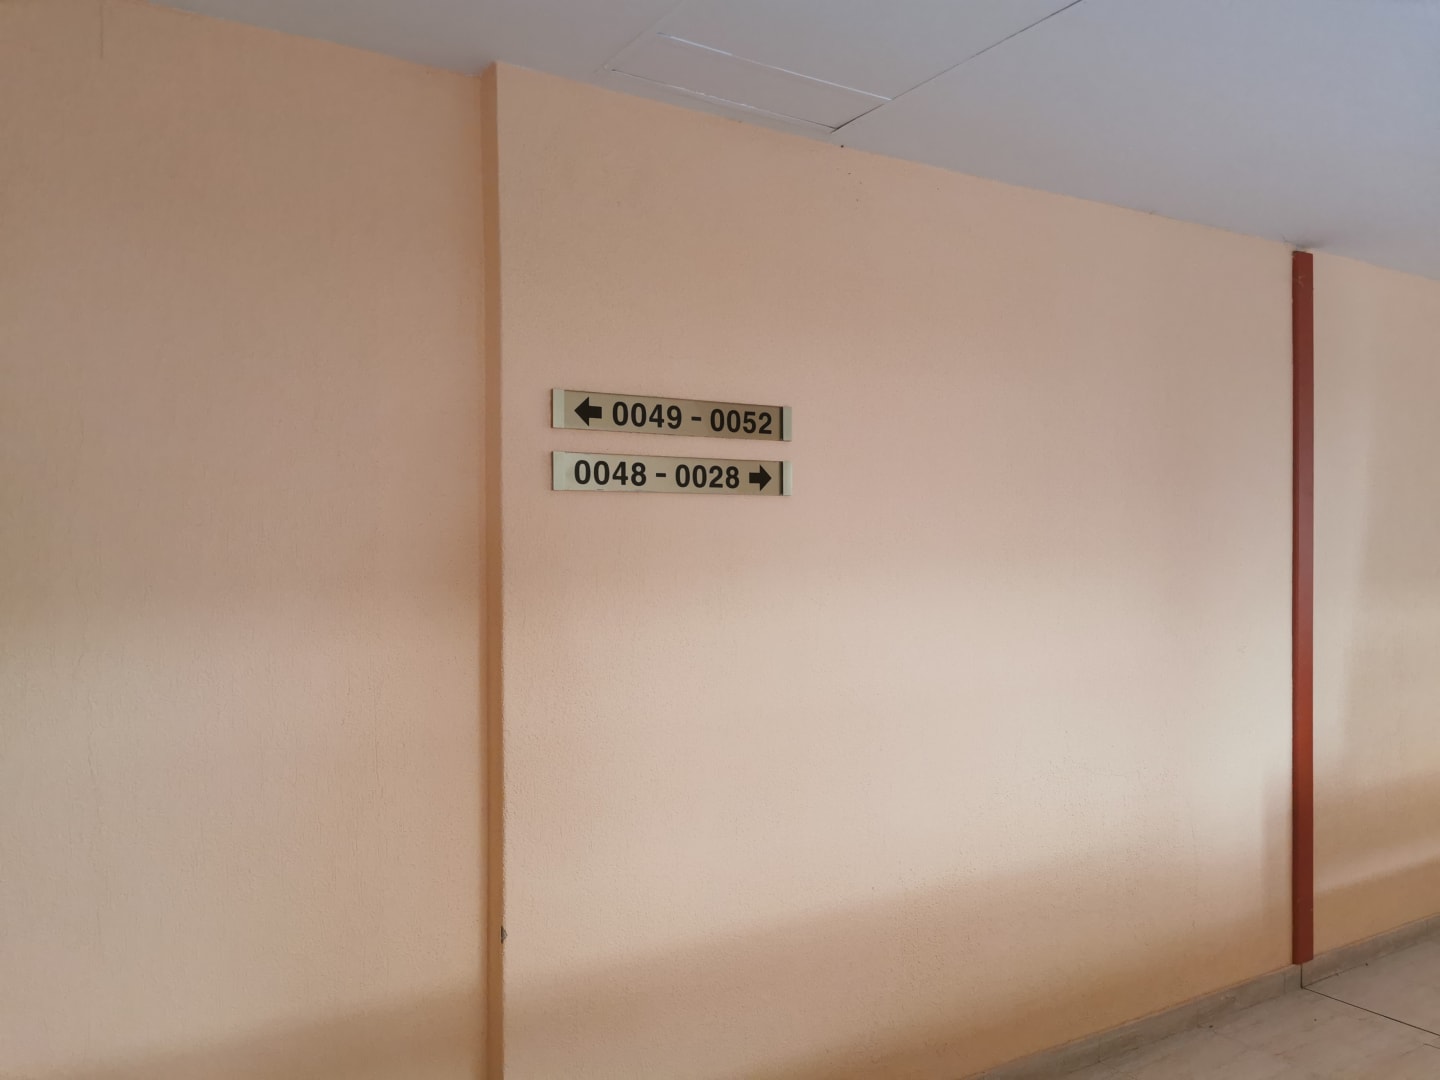 ← 0049 - 0052
0048 - 0028 →